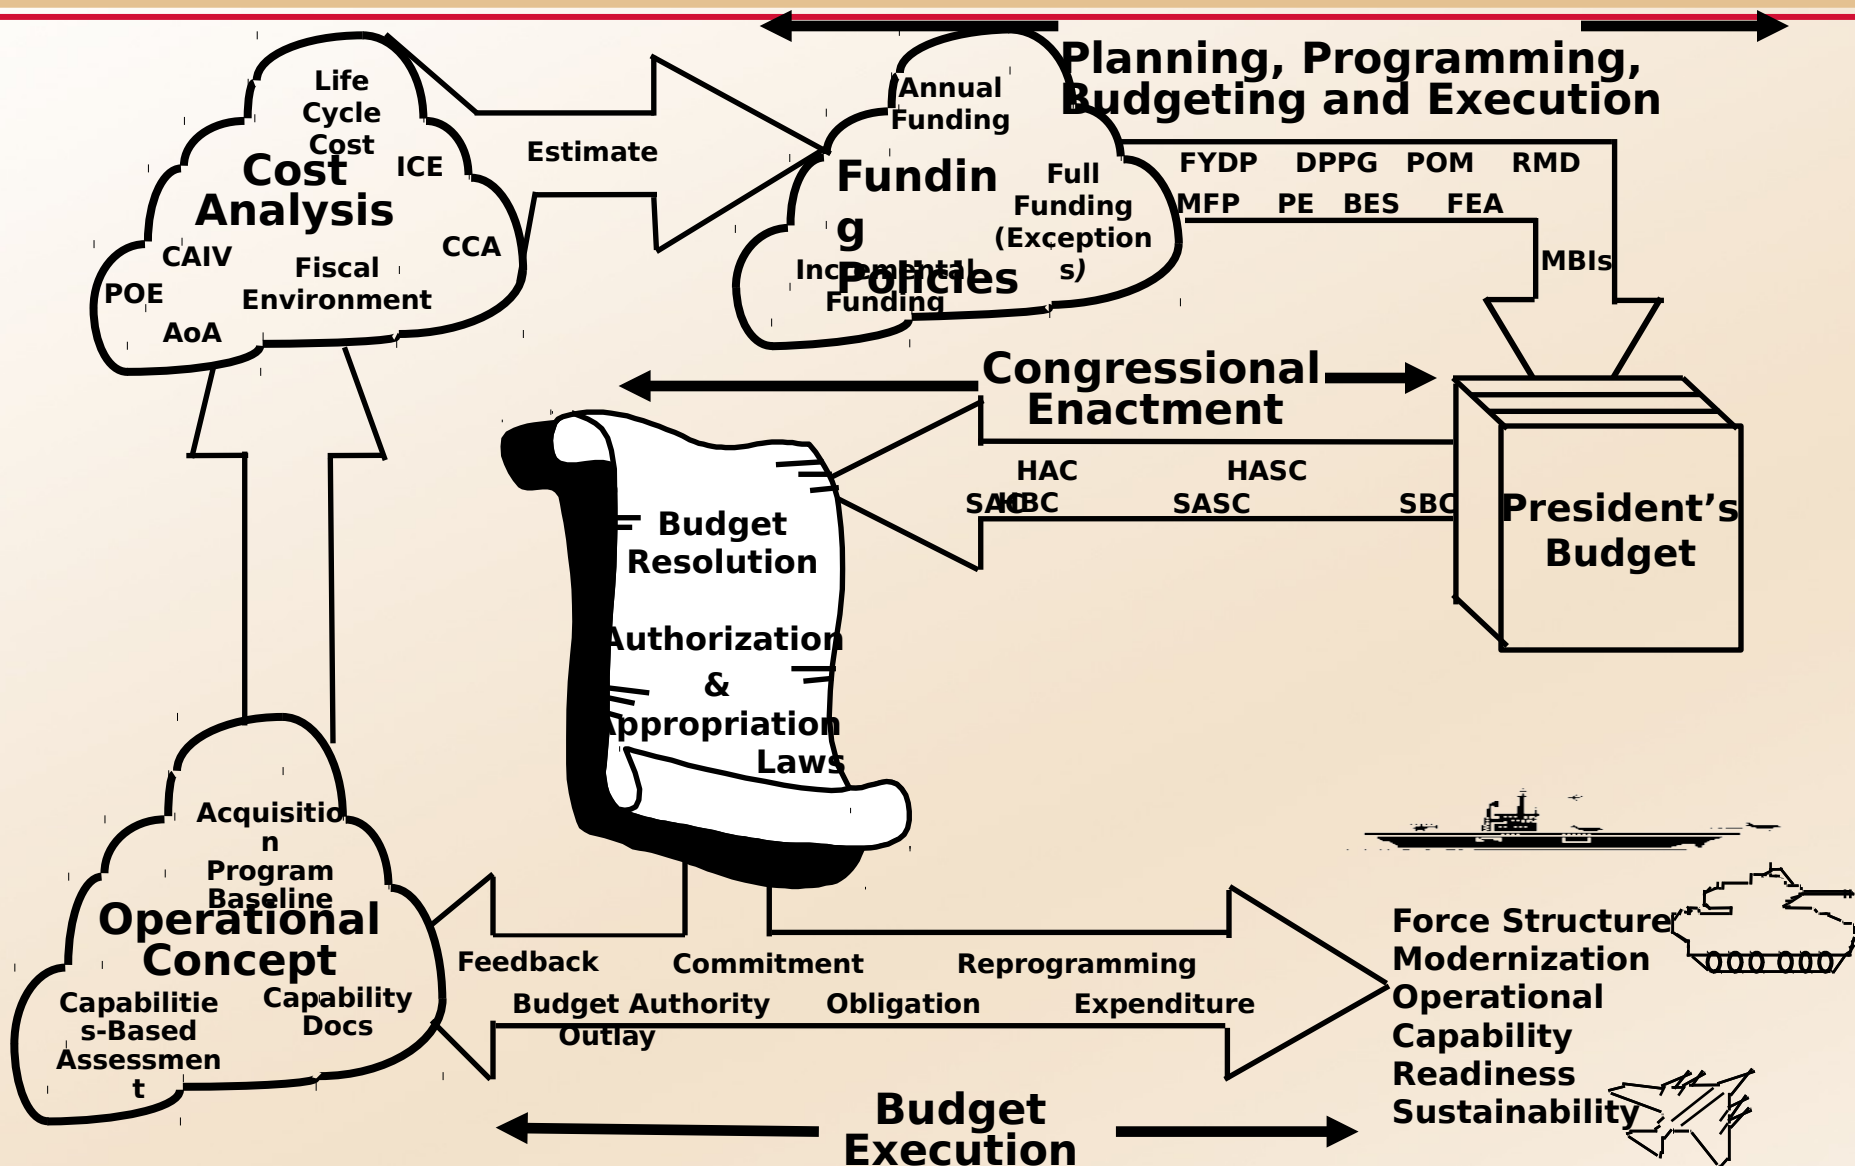 Planning, Programming,
Budgeting and Execution
Life
Cycle
Cost
Cost
Analysis
ICE
CAIV
CCA
Fiscal
Environment
POE
AoA
Estimate
Annual
Funding
Fundin
g
Policies
Full
Funding
(Exception
s)
Incremental
Funding
FYDP DPPG POM RMD
MFP PE BES FEA
MBIs
Congressional
Enactment
HAC HASC
HBC
SAC SASC SBC
President’s
Budget
Budget
Resolution
Authorization
&
Appropriation
Laws
Acquisitio
n
Program
Baseline
Operational
Concept
Capabilitie
s-Based
Assessmen
t
Capability
Docs
Feedback Commitment Reprogramming
Budget Authority Obligation Expenditure
Outlay
Force Structure
Modernization
Operational
Capability
Readiness
Sustainability
Budget
Execution